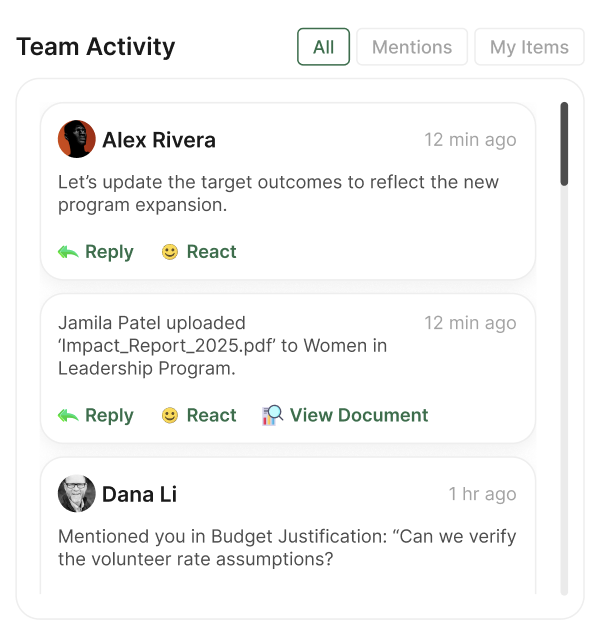 Team Activity
All
Mentions
My Items
Alex Rivera
12 min ago
Let’s update the target outcomes to reflect the new
program expansion.
Reply
React
Jamila Patel uploaded
12 min ago
‘Impact_Report_2025.pdf’ to Women in
Leadership Program.
Reply
React
View Document
Dana Li
1 hr ago
Mentioned you in Budget Justification: “Can we verify
the volunteer rate assumptions?